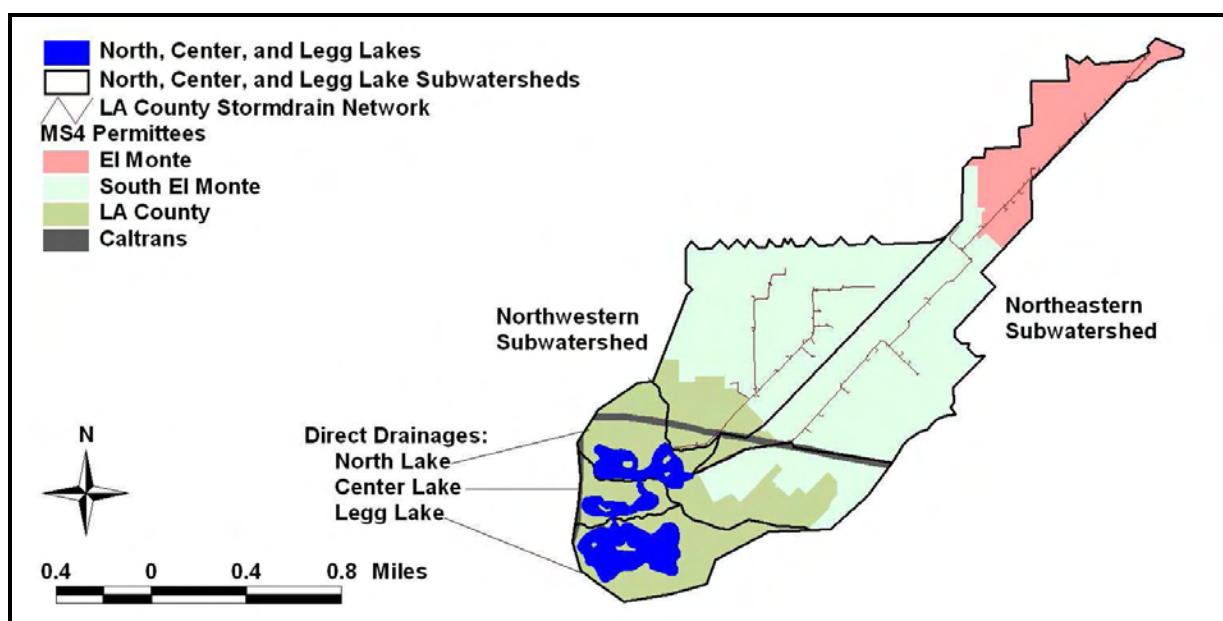 North, Center, and Legg Lakes
North, Center, and Legg Lake Subwatersheds
LA County Stormdrain Network
MS4 Permittees
El Monte
South El Monte
LA County
Caltrans
Northwestern
Subwatershed
Northeastern
Subwatershed
Direct Drainages:
North Lake
Center Lake
Legg Lake
N
0.4 0 0.4 0.8 Miles